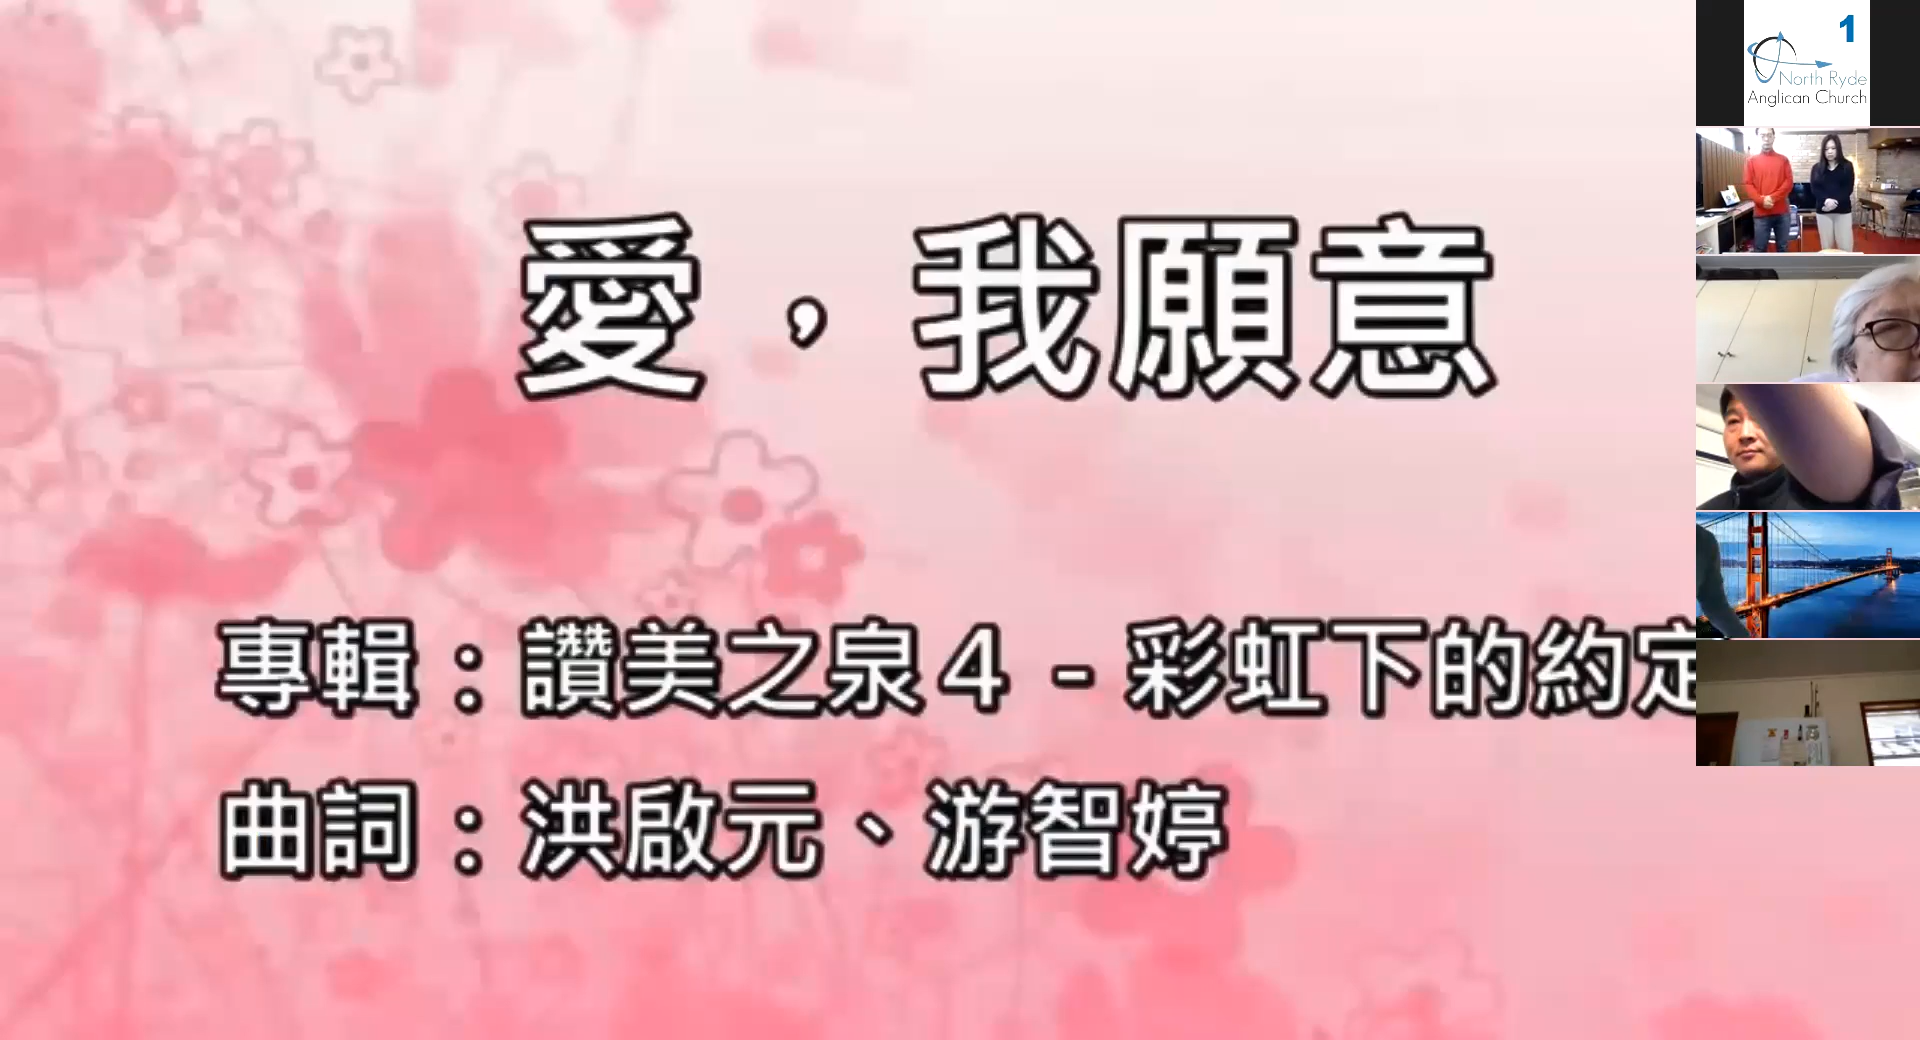 愛，我願意
專輯：讚美之泉４－彩虹下的約定
曲詞：洪啟元、游智婷
1
North Ryde
Anglican Church